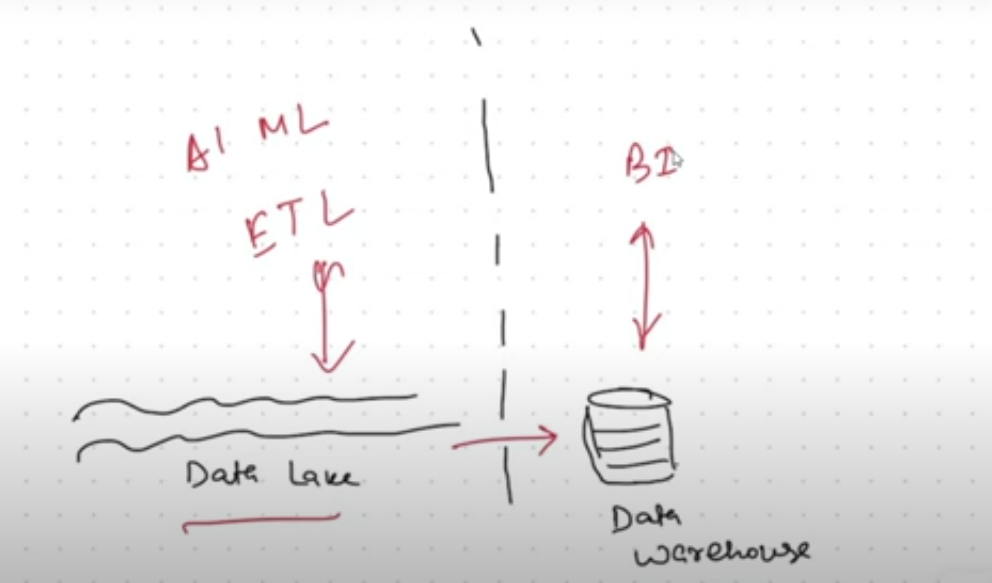 AI ML
ETL
BI
Data Lake
Data
warehouse